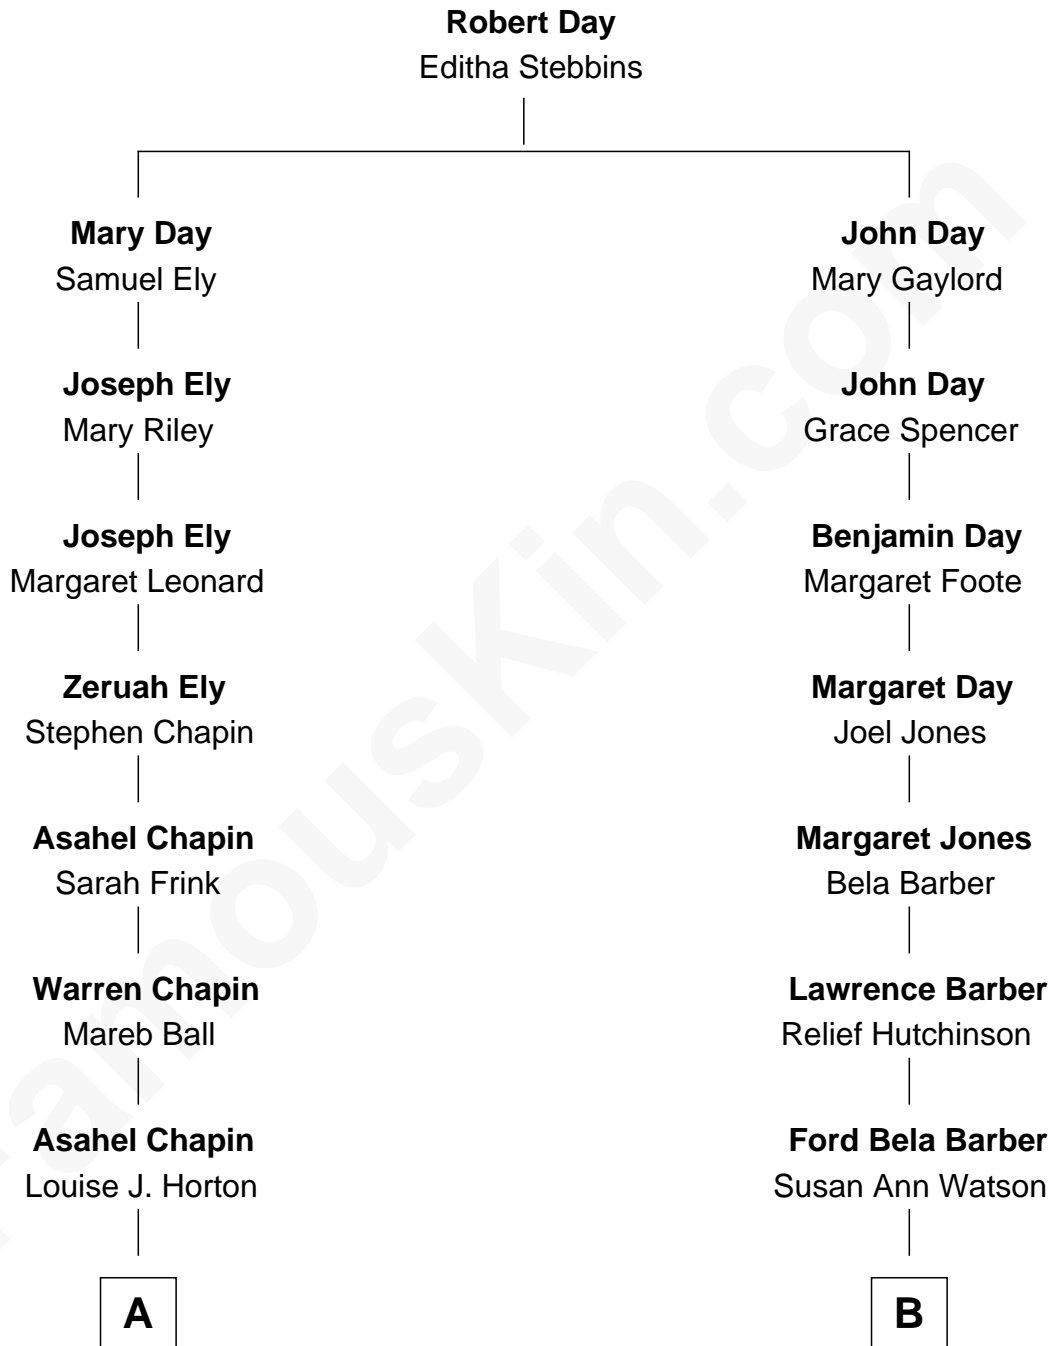 Robert Day
Editha Stebbins
Mary Day
Samuel Ely
John Day
Mary Gaylord
Joseph Ely
Mary Riley
John Day
Grace Spencer
Joseph Ely
Margaret Leonard
Benjamin Day
Margaret Foote
Zeruah Ely
Stephen Chapin
Margaret Day
Joel Jones
Asahel Chapin
Sarah Frink
Margaret Jones
Bela Barber
Warren Chapin
Mareb Ball
Lawrence Barber
Relief Hutchinson
Asahel Chapin
Louise J. Horton
Ford Bela Barber
Susan Ann Watson
A
B
FamousKin.com